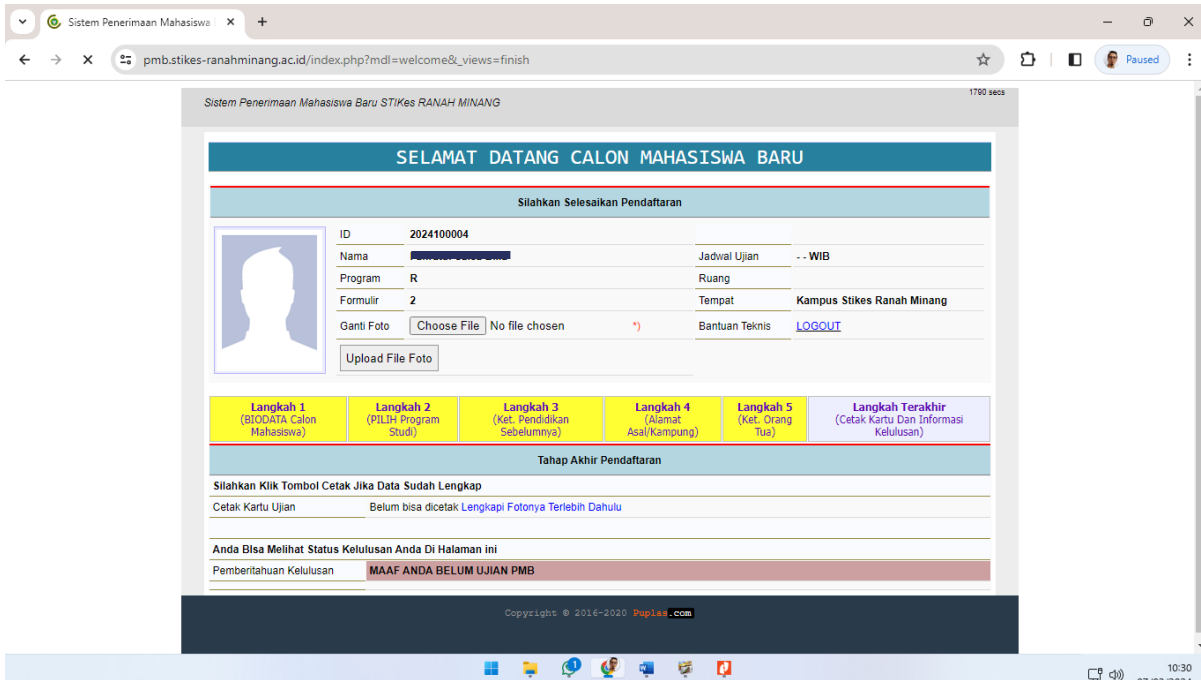 Sistem Penerimaan Mahasiswa
pmb.stikes-ranahminang.ac.id/index.php?mdl=welcome&_views=finish
Paused
1790 secs
Sistem Penerimaan Mahasiswa Baru STIKes RANAH MINANG
SELAMAT DATANG CALON MAHASISWA BARU
Silahkan Selesaikan Pendaftaran
ID 2024100004
Nama Jadwal Ujian - - WIB
Program R Ruang
Formulir 2 Tempat Kampus Stikes Ranah Minang
Ganti Foto Choose File No file chosen *) Bantuan Teknis LOGOUT
Upload File Foto
Langkah 1 Langkah 2 Langkah 3 Langkah 4 Langkah 5 Langkah Terakhir
(BIODATA Calon (PILIH Program (Ket. Pendidikan (Alamat (Ket. Orang (Cetak Kartu Dan Informasi
Mahasiswa) Studi) Sebelumnya) Asal/Kampung) Tua) Kelulusan)
Tahap Akhir Pendaftaran
Silahkan Klik Tombol Cetak Jika Data Sudah Lengkap
Cetak Kartu Ujian Belum bisa dicetak Lengkapi Fotonya Terlebih Dahulu
Anda BIsa Melihat Status Kelulusan Anda Di Halaman ini
Pemberitahuan Kelulusan MAAF ANDA BELUM UJIAN PMB
Copyright © 2016-2020 Puplas.com
1
10:30